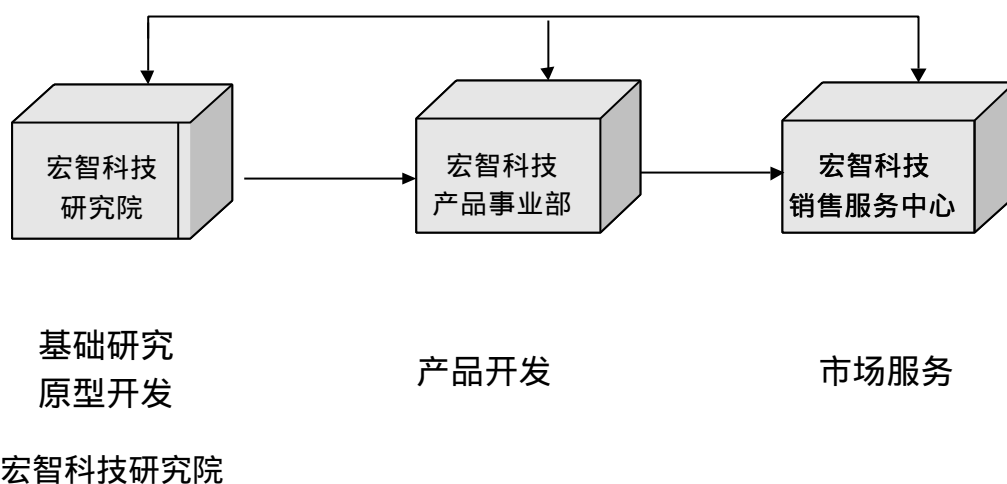 宏智科技
研究院
宏智科技
产品事业部
宏智科技
销售服务中心
基础研究
原型开发
产品开发
市场服务
宏智科技研究院